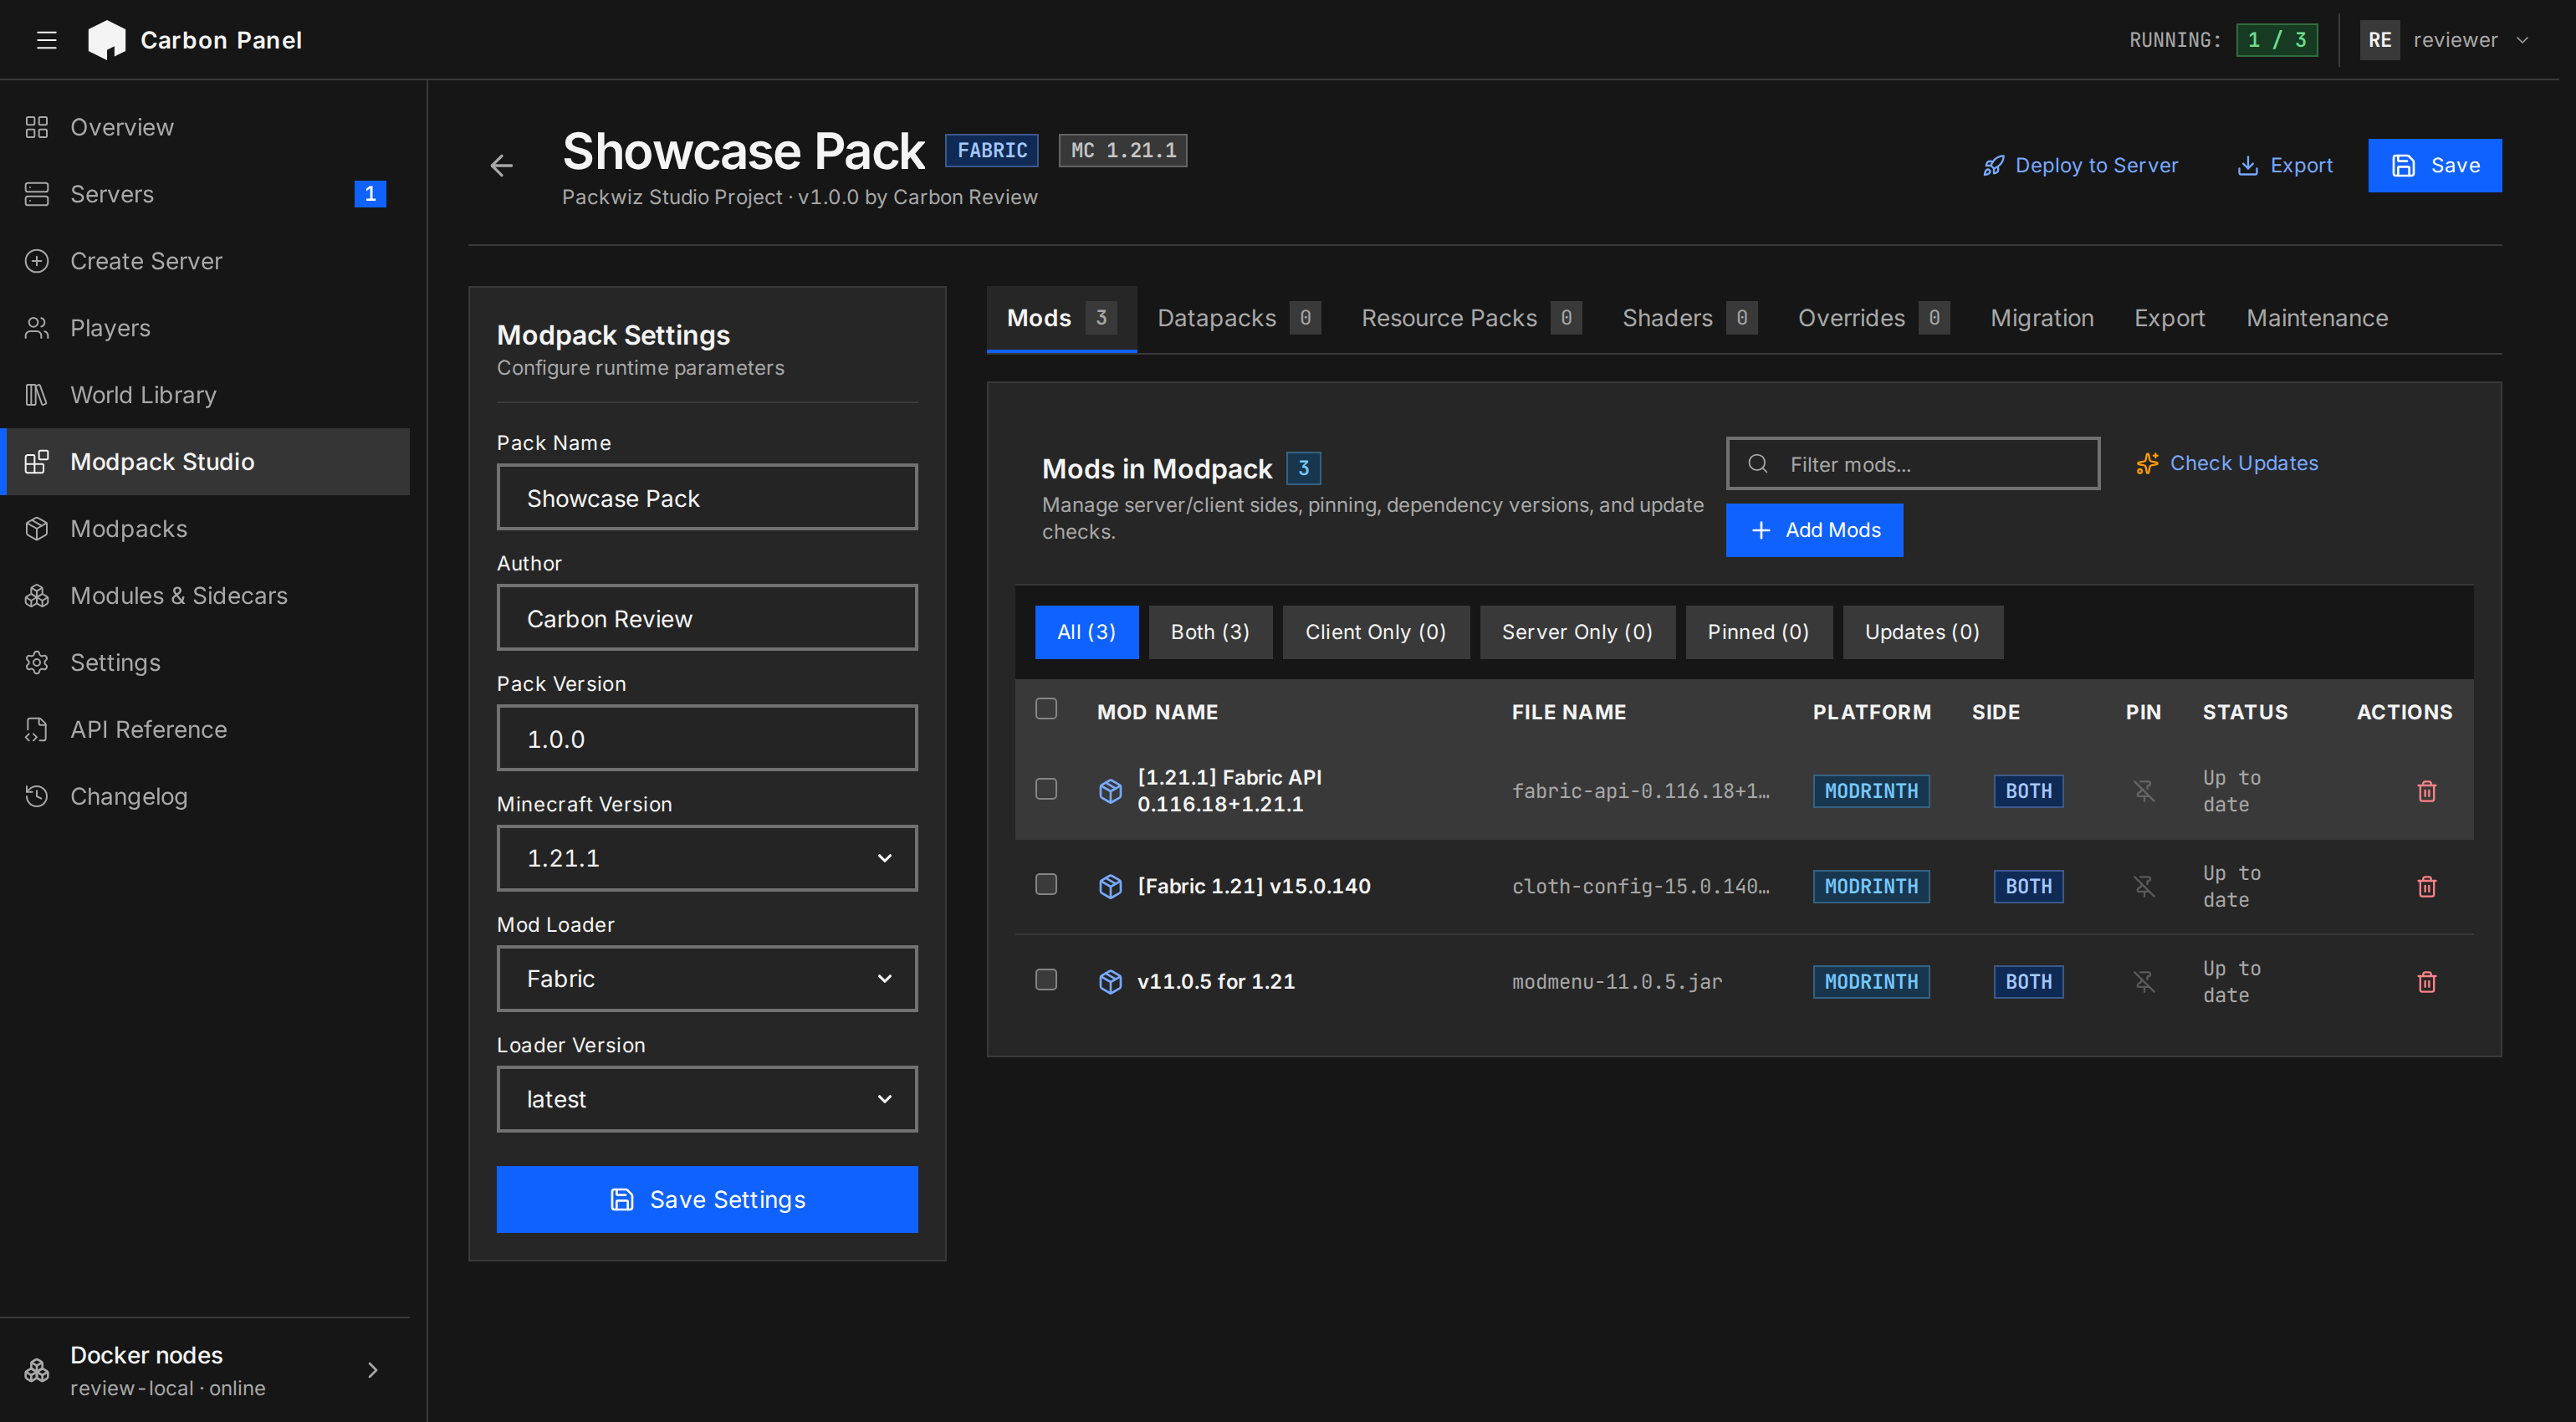 Carbon Panel
RUNNING: 1 / 3
RE reviewer
Overview
Servers 1
Create Server
Players
World Library
Modpack Studio
Modpacks
Modules & Sidecars
Settings
API Reference
Changelog
Docker nodes
review-local · online
Showcase Pack FABRIC MC 1.21.1
Packwiz Studio Project · v1.0.0 by Carbon Review
Deploy to Server Export Save
Modpack Settings
Configure runtime parameters
Pack Name
Showcase Pack
Author
Carbon Review
Pack Version
1.0.0
Minecraft Version
1.21.1
Mod Loader
Fabric
Loader Version
latest
Save Settings
Mods 3 Datapacks 0 Resource Packs 0 Shaders 0 Overrides 0 Migration Export Maintenance
Mods in Modpack 3
Manage server/client sides, pinning, dependency versions, and update
checks.
Filter mods...
Check Updates
Add Mods
All (3) Both (3) Client Only (0) Server Only (0) Pinned (0) Updates (0)
MOD NAME FILE NAME PLATFORM SIDE PIN STATUS ACTIONS
[1.21.1] Fabric API
0.116.18+1.21.1
fabric-api-0.116.18+1… MODRINTH BOTH
Up to
date
[Fabric 1.21] v15.0.140 cloth-config-15.0.140… MODRINTH BOTH
Up to
date
v11.0.5 for 1.21 modmenu-11.0.5.jar MODRINTH BOTH
Up to
date